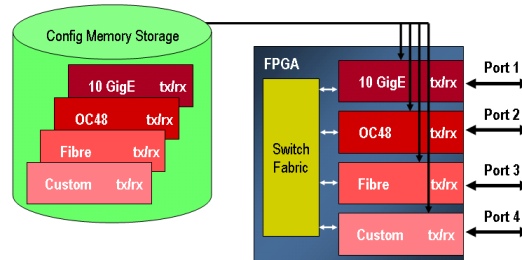 Config Memory Storage
10 GigE tx/rx
OC48 tx/rx
Fibre tx/rx
Custom tx/rx
FPGA
Switch
Fabric
10 GigE tx/rx
OC48 tx/rx
Fibre tx/rx
Custom tx/rx
Port 1
Port 2
Port 3
Port 4